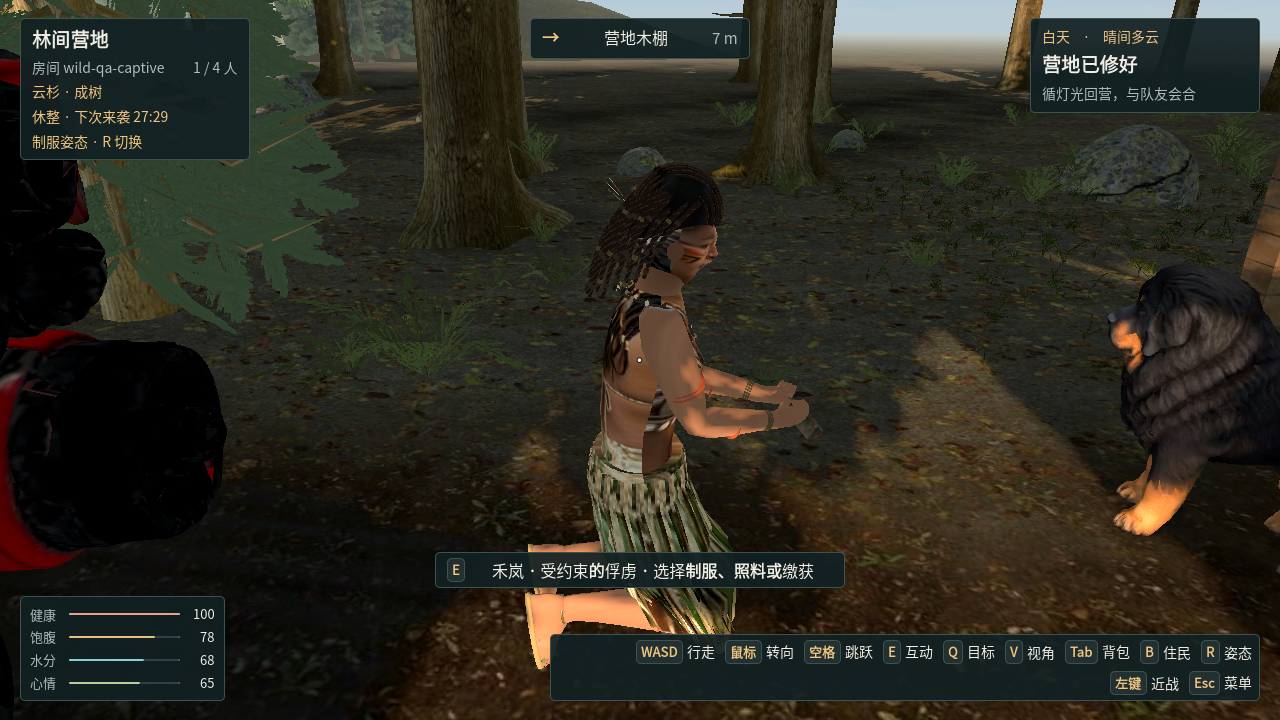 林间营地
房间 wild-qa-captive 1 / 4 人
云杉 · 成树
休整 · 下次来袭 27:29
制服姿态 · R 切换
→ 营地木棚 7 m
白天 · 晴间多云
营地已修好
循灯光回营，与队友会合
E 禾岚 · 受约束的俘虏 · 选择制服、照料或缴获
健康 100
饱腹 78
水分 68
心情 65
WASD 行走 鼠标 转向 空格 跳跃 E 互动 Q 目标 V 视角 Tab 背包 B 住民 R 姿态
左键 近战 Esc 菜单